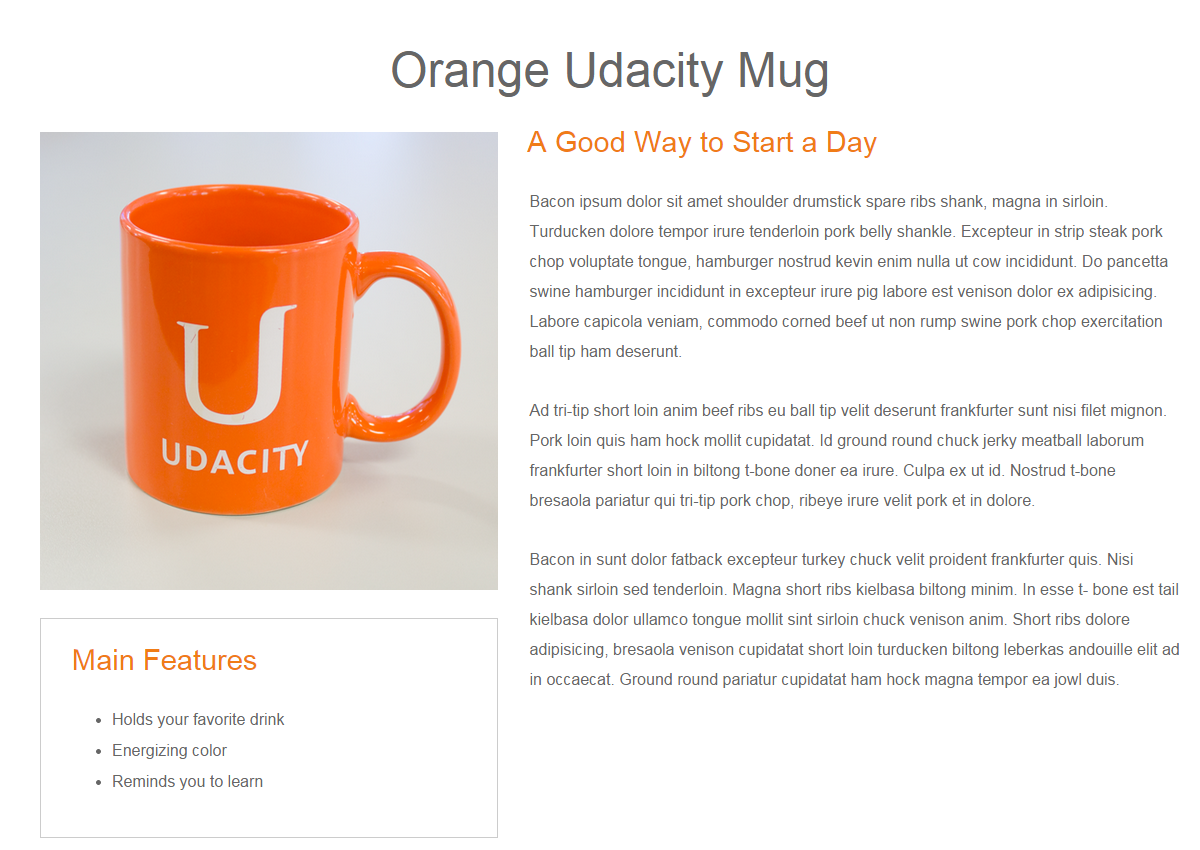 Orange Udacity Mug
U
UDACITY
Main Features
Holds your favorite drink
Energizing color
Reminds you to learn
A Good Way to Start a Day
Bacon ipsum dolor sit amet shoulder drumstick spare ribs shank, magna in sirloin.
Turducken dolore tempor irure tenderloin pork belly shankle. Excepteur in strip steak pork
chop voluptate tongue, hamburger nostrud kevin enim nulla ut cow incididunt. Do pancetta
swine hamburger incididunt in excepteur irure pig labore est venison dolor ex adipisicing.
Labore capicola veniam, commodo corned beef ut non rump swine pork chop exercitation
ball tip ham deserunt.
Ad tri-tip short loin anim beef ribs eu ball tip velit deserunt frankfurter sunt nisi filet mignon.
Pork loin quis ham hock mollit cupidatat. Id ground round chuck jerky meatball laborum
frankfurter short loin in biltong t-bone doner ea irure. Culpa ex ut id. Nostrud t-bone
bresaola pariatur qui tri-tip pork chop, ribeye irure velit pork et in dolore.
Bacon in sunt dolor fatback excepteur turkey chuck velit proident frankfurter quis. Nisi
shank sirloin sed tenderloin. Magna short ribs kielbasa biltong minim. In esse t- bone est tail
kielbasa dolor ullamco tongue mollit sint sirloin chuck venison anim. Short ribs dolore
adipisicing, bresaola venison cupidatat short loin turducken biltong leberkas andouille elit ad
in occaecat. Ground round pariatur cupidatat ham hock magna tempor ea jowl duis.